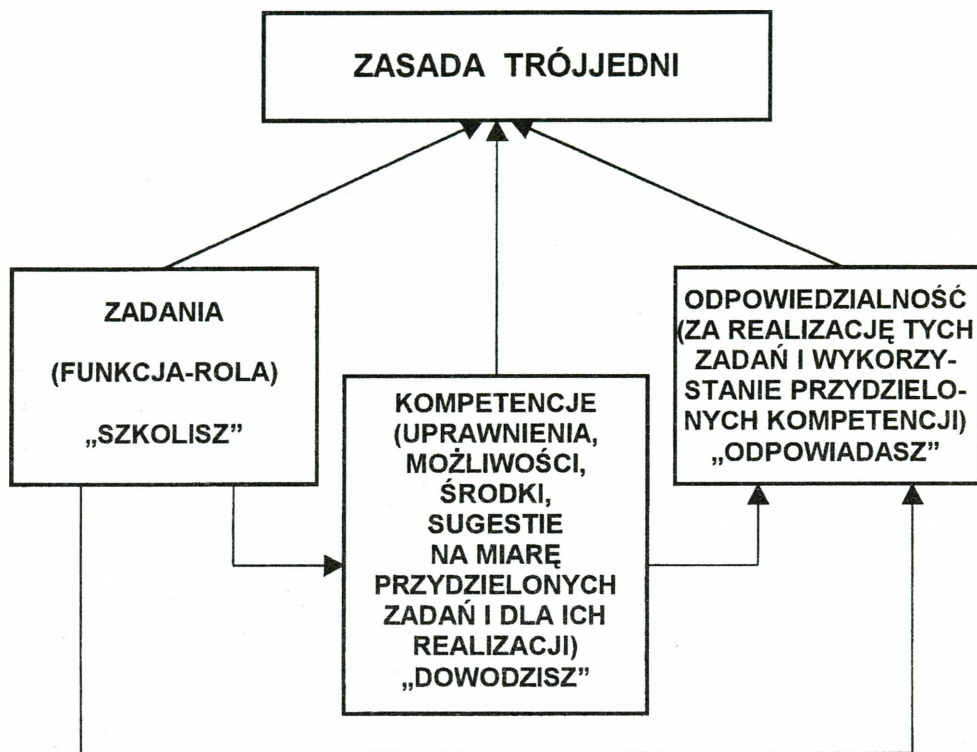 ZASADA TRÓJJEDNI
ZADANIA
(FUNKCJA-ROLA)
„SZKOLISZ”
KOMPETENCJE
(UPRAWNIENIA,
MOŻLIWOŚCI,
ŚRODKI,
SUGESTIE
NA MIARĘ
PRZYDZIELONYCH
ZADAŃ I DLA ICH
REALIZACJI)
„DOWODZISZ”
ODPOWIEDZIALNOŚĆ
(ZA REALIZACJĘ TYCH
ZADAŃ I WYKORZY-
STANIE PRZYDZIELO-
NYCH KOMPETENCJI)
„ODPOWIADASZ”